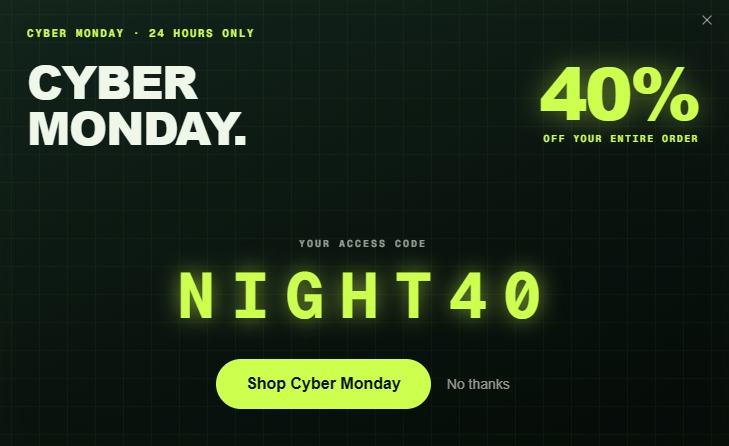 CYBER MONDAY · 24 HOURS ONLY
CYBER
MONDAY.
40%
OFF YOUR ENTIRE ORDER
YOUR ACCESS CODE
NIGHT40
Shop Cyber Monday
No thanks